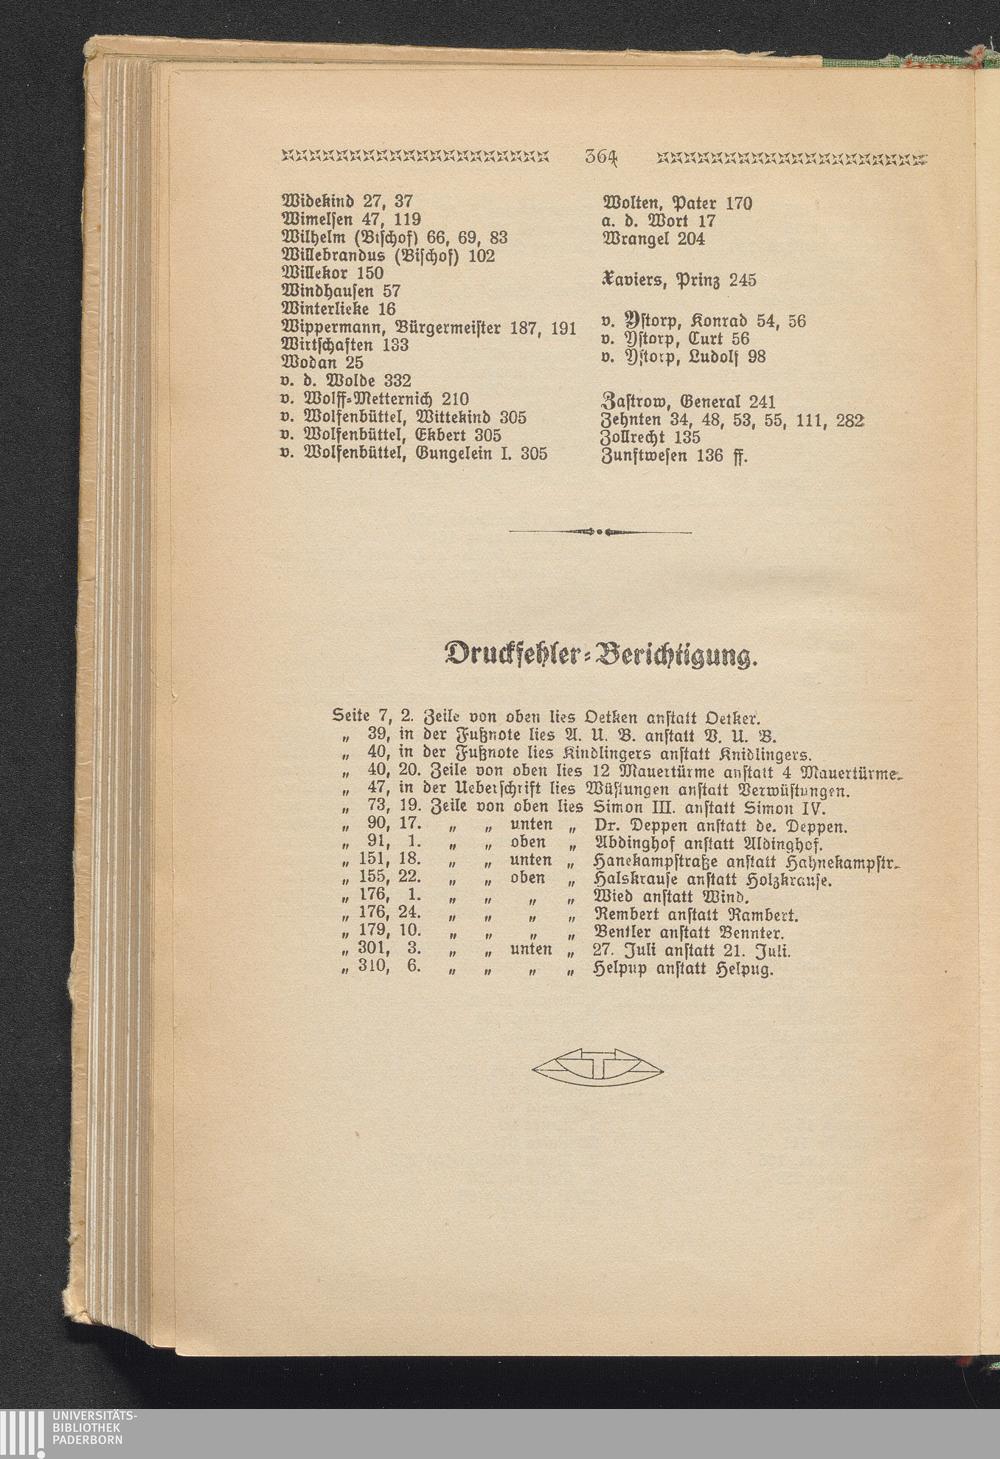 364
Widekind 27, 37
Wimelsen 47, 119
Wilhelm (Bischof) 66, 69, 83
Willebrandus (Bischof) 102
Willekor 150
Windhausen 57
Winterlieke 16
Wippermann, Bürgermeister 187, 191
Wirtschaften 133
Wodan 25
v. d. Wolde 332
v. Wolff-Metternich 210
v. Wolfenbüttel, Wittekind 305
v. Wolfenbüttel, Ekbert 305
v. Wolfenbüttel, Gungelein I. 305
Wolten, Pater 170
a. d. Wort 17
Wrangel 204
Xaviers, Prinz 245
v. Ystorp, Konrad 54, 56
v. Ystorp, Curt 56
v. Ystorp, Ludolf 98
Zastrow, General 241
Zehnten 34, 48, 53, 55, 111, 282
Zollrecht 135
Zunftwesen 136 ff.
Druckfehler-Berichtigung.
Seite 7, 2. Zeile von oben lies Oetken anstatt Oetker.
„ 39, in der Fußnote lies A. U. B. anstatt B. U. B.
„ 40, in der Fußnote lies Kindlingers anstatt Knidlingers.
„ 40, 20. Zeile von oben lies 12 Mauertürme anstatt 4 Mauertürme.
„ 47, in der Ueberschrift lies Wüstungen anstatt Verwüstungen.
„ 73, 19. Zeile von oben lies Simon III. anstatt Simon IV.
„ 90, 17. „ „ unten „ Dr. Deppen anstatt de. Deppen.
„ 91, 1. „ „ oben „ Abdinghof anstatt Aldinghof.
„ 151, 18. „ „ unten „ Hanekampstraße anstatt Hahnekampstr.
„ 155, 22. „ „ oben „ Halskrause anstatt Holzkrause.
„ 176, 1. „ „ „ „ Wied anstatt Wind.
„ 176, 24. „ „ „ „ Rembert anstatt Rambert.
„ 179, 10. „ „ „ „ Bentler anstatt Bennter.
„ 301, 3. „ „ unten „ 27. Juli anstatt 21. Juli.
„ 310, 6. „ „ „ „ Helpup anstatt Helpug.
UNIVERSITÄTS-
BIBLIOTHEK
PADERBORN